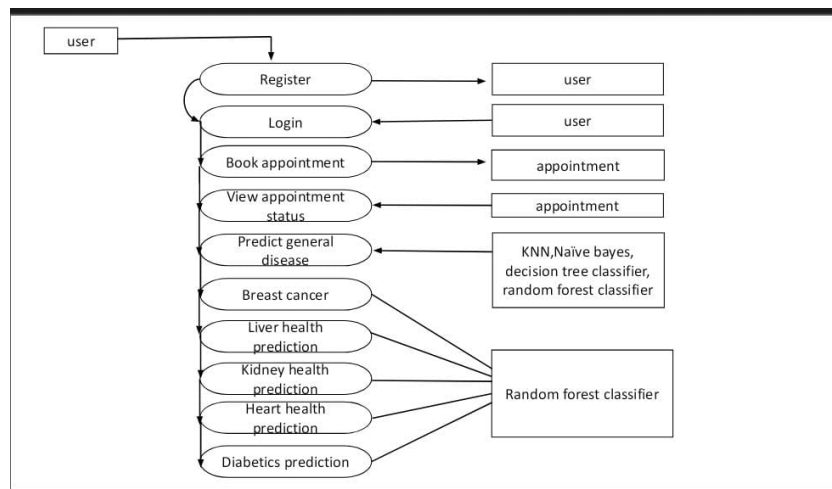 user
Register
user
Login
user
Book appointment
appointment
View appointment
status
appointment
Predict general
disease
KNN,Naïve bayes,
decision tree classifier,
random forest classifier
Breast cancer
Liver health
prediction
Kidney health
prediction
Heart health
prediction
Diabetics prediction
Random forest classifier